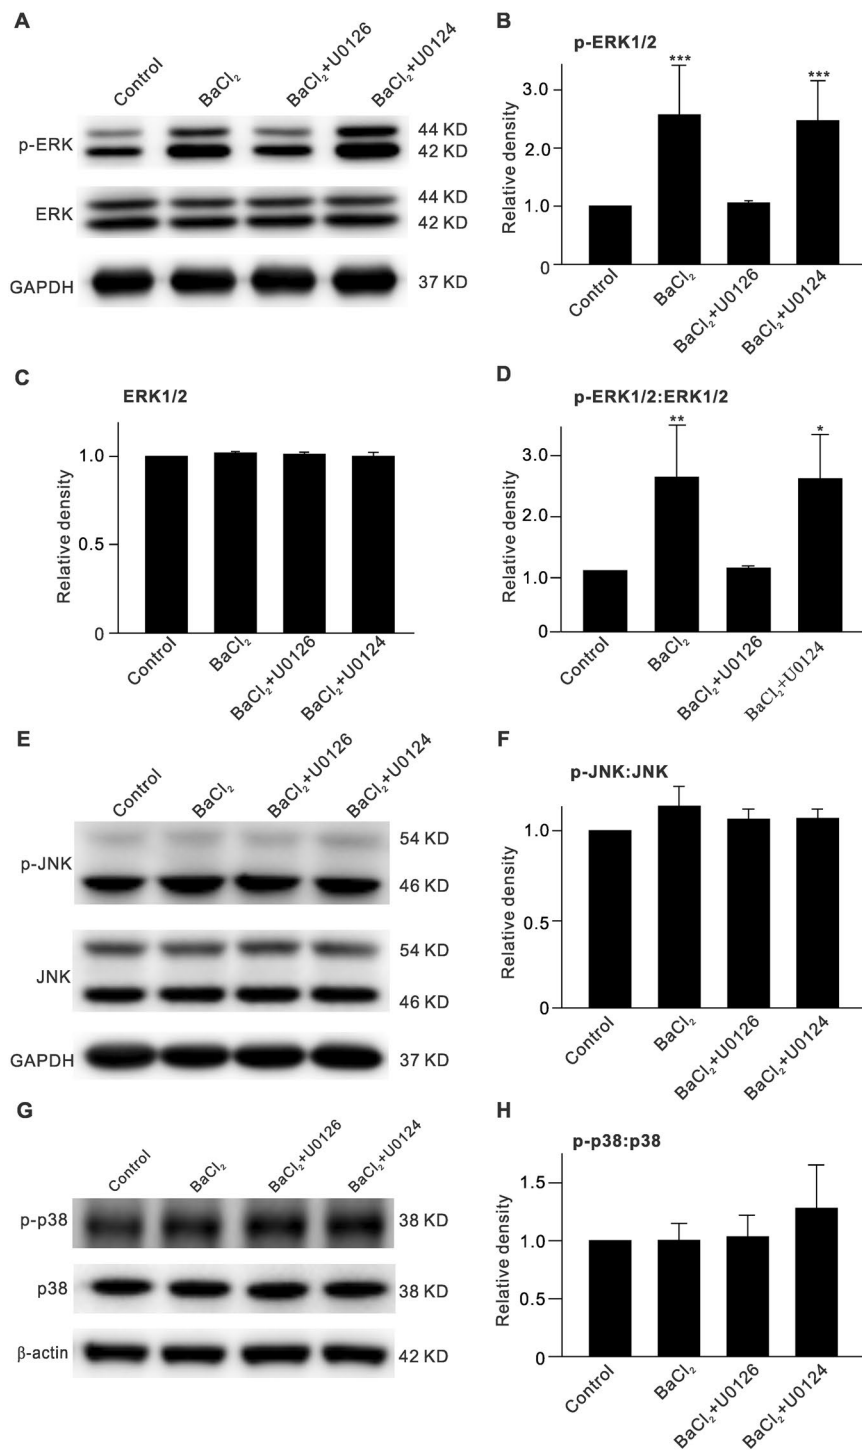 A
Control
BaCl₂
BaCl₂+U0126
BaCl₂+U0124
p-ERK
44 KD
42 KD
ERK
44 KD
42 KD
GAPDH
37 KD
B
p-ERK1/2
Relative density
3.0
2.0
1.0
0
***
***
Control
BaCl₂
BaCl₂+U0126
BaCl₂+U0124
C
ERK1/2
Relative density
1.0
0.5
0
Control
BaCl₂
BaCl₂+U0126
BaCl₂+U0124
D
p-ERK1/2:ERK1/2
Relative density
3.0
2.0
1.0
0
**
*
Control
BaCl₂
BaCl₂+U0126
BaCl₂+U0124
E
Control
BaCl₂
BaCl₂+U0126
BaCl₂+U0124
p-JNK
54 KD
46 KD
JNK
54 KD
46 KD
GAPDH
37 KD
F
p-JNK:JNK
Relative density
1.0
0.5
0
Control
BaCl₂
BaCl₂+U0126
BaCl₂+U0124
G
Control
BaCl₂
BaCl₂+U0126
BaCl₂+U0124
p-p38
38 KD
p38
38 KD
β-actin
42 KD
H
p-p38:p38
Relative density
1.5
1.0
0.5
0
Control
BaCl₂
BaCl₂+U0126
BaCl₂+U0124